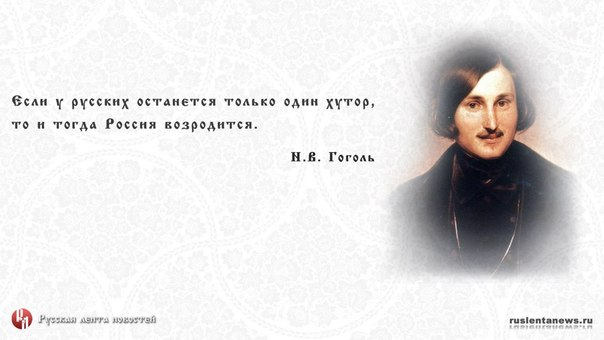 Если у русских останется только один хутор,
то и тогда Россия возродится.
Н.В. Гоголь
Русская лента новостей
ruslentanews.ru